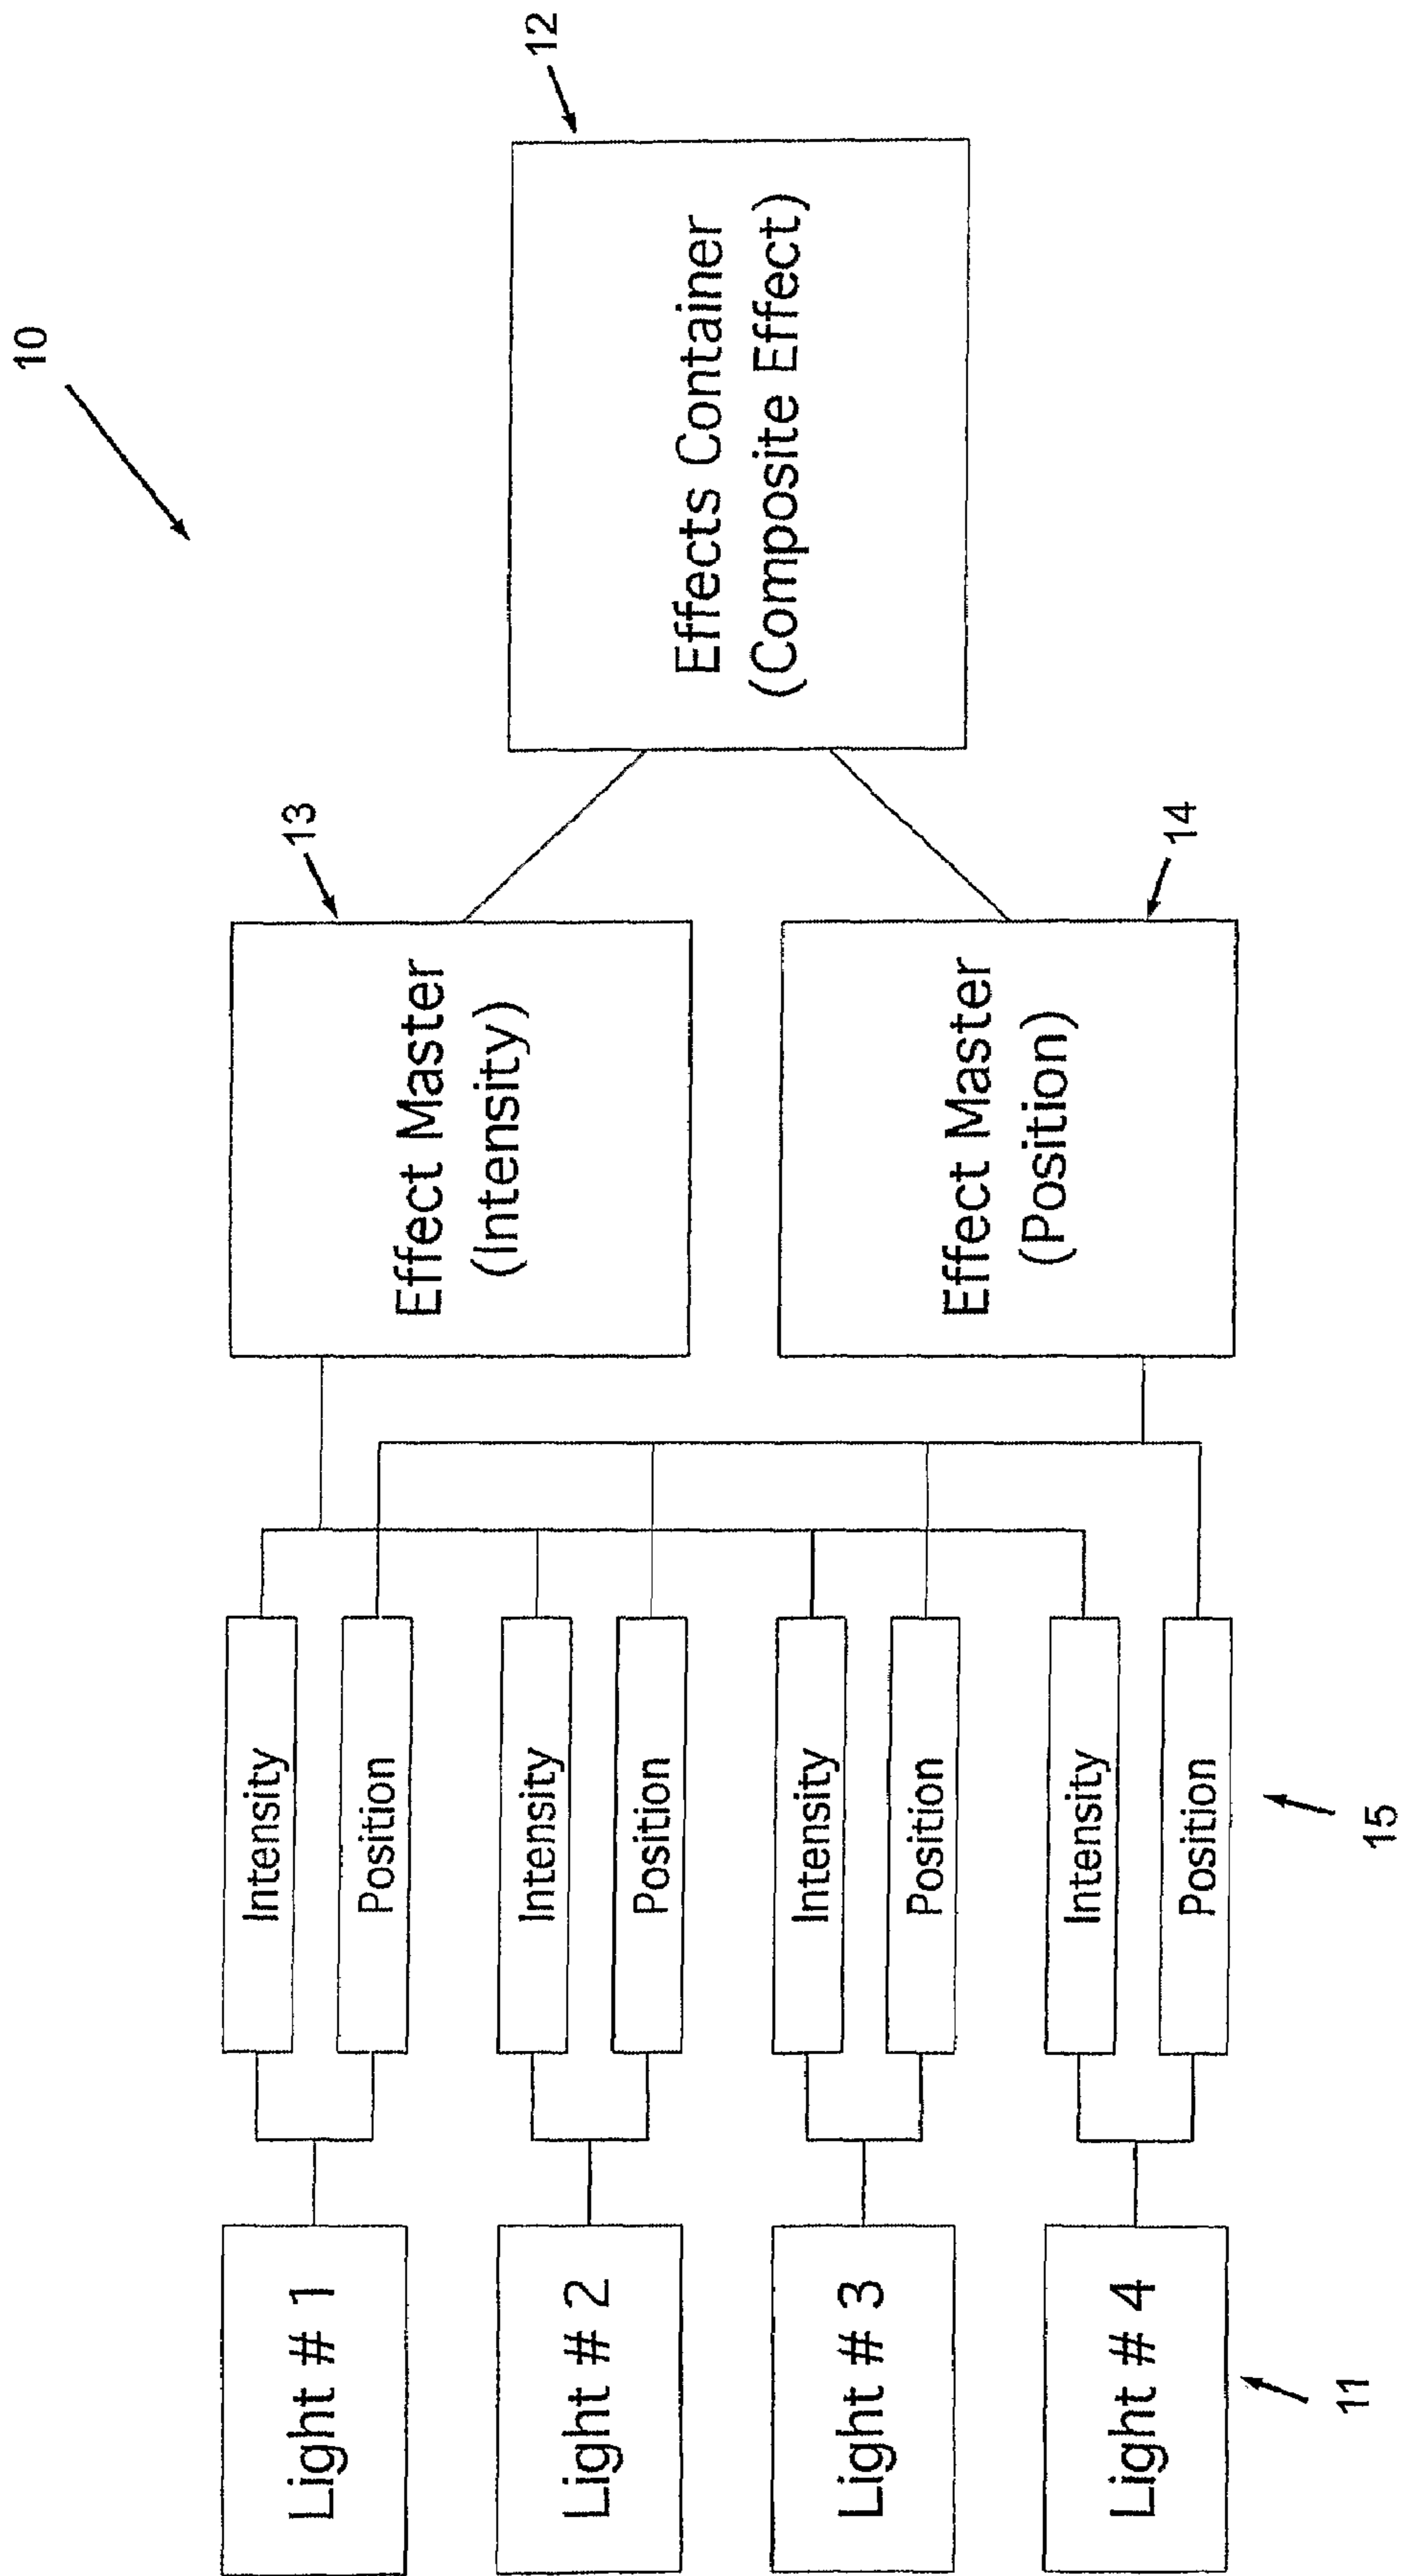 10
Light # 1
Intensity
Position
Light # 2
Intensity
Position
Light # 3
Intensity
Position
Light # 4
Intensity
Position
11
15
Effect Master
(Intensity)
13
Effect Master
(Position)
14
Effects Container
(Composite Effect)
12